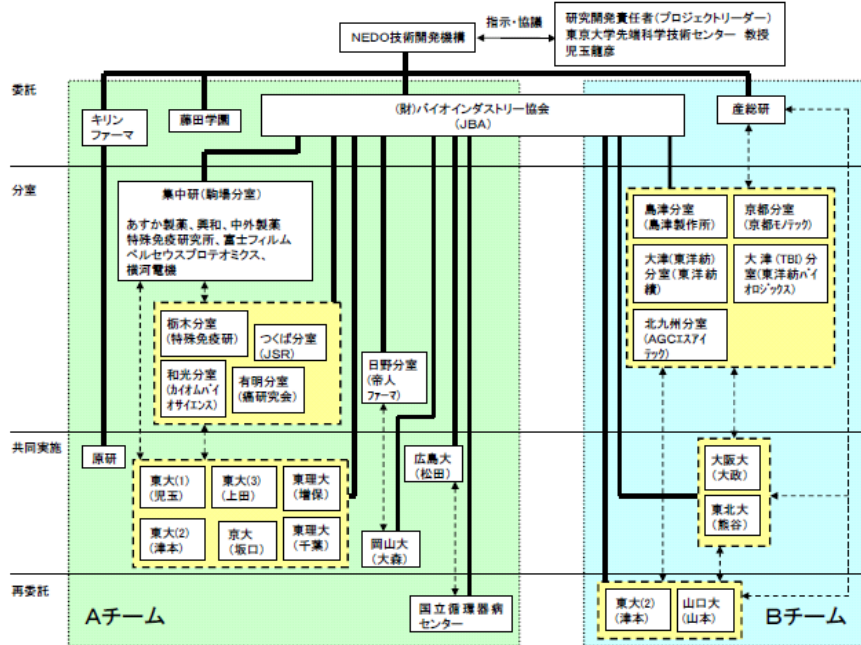 NEDO技術開発機構
指示・協議
研究開発責任者(プロジェクトリーダー)
東京大学先端科学技術センター 教授
児玉龍彦
委託
キリン
ファーマ
藤田学園
(財)バイオインダストリー協会
(JBA)
産総研
分室
集中研(駒場分室)
あすか製薬、興和、中外製薬
特殊免疫研究所、富士フィルム
ペルセウスプロテオミクス、
横河電機
島津分室
(島津製作所)
京都分室
(京都モノテック)
大津(東洋紡)
分室(東洋紡
績)
大津(TBI)分
室(東洋紡バイ
オロジックス)
北九州分室
(AGCエスアイ
テック)
栃木分室
(特殊免疫研)
つくば分室
(JSR)
和光分室
(カイオムバイ
オサイエンス)
有明分室
(癌研究会)
日野分室
(帝人
ファーマ)
共同実施
原研
東大(1)
(児玉)
東大(3)
(上田)
東理大
(増保)
東大(2)
(津本)
京大
(坂口)
東理大
(千葉)
広島大
(松田)
岡山大
(大森)
大阪大
(大政)
東北大
(熊谷)
再委託
Aチーム
国立循環器病
センター
東大(2)
(津本)
山口大
(山本)
Bチーム